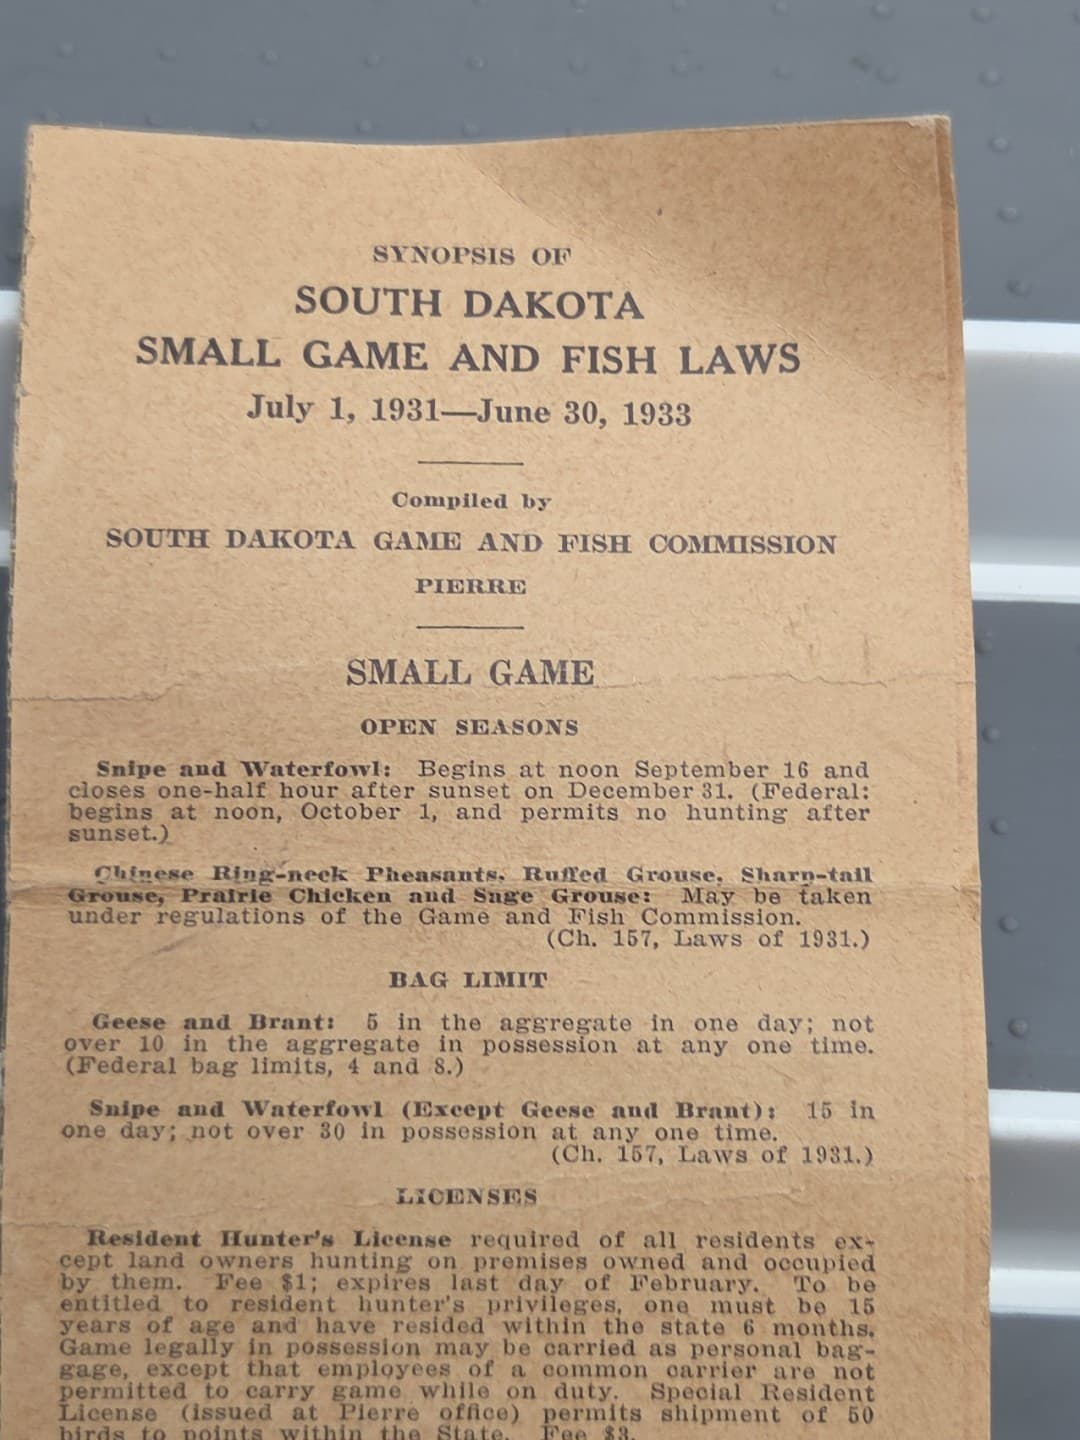 SYNOPSIS OF
SOUTH DAKOTA
SMALL GAME AND FISH LAWS
July 1, 1931—June 30, 1933
Compiled by
SOUTH DAKOTA GAME AND FISH COMMISSION
PIERRE
SMALL GAME
OPEN SEASONS
Snipe and Waterfowl: Begins at noon September 16 and
closes one-half hour after sunset on December 31. (Federal:
begins at noon, October 1, and permits no hunting after
sunset.)
Chinese Ring-neck Pheasants, Ruffed Grouse, Sharp-tail
Grouse, Prairie Chicken and Sage Grouse: May be taken
under regulations of the Game and Fish Commission.
(Ch. 157, Laws of 1931.)
BAG LIMIT
Geese and Brant: 5 in the aggregate in one day; not
over 10 in the aggregate in possession at any one time.
(Federal bag limits, 4 and 8.)
Snipe and Waterfowl (Except Geese and Brant): 15 in
one day; not over 30 in possession at any one time.
(Ch. 157, Laws of 1931.)
LICENSES
Resident Hunter's License required of all residents ex-
cept land owners hunting on premises owned and occupied
by them. Fee $1; expires last day of February. To be
entitled to resident hunter's privileges, one must be 15
years of age and have resided within the state 6 months.
Game legally in possession may be carried as personal bag-
gage, except that employees of a common carrier are not
permitted to carry game while on duty. Special Resident
License (issued at Pierre office) permits shipment of 50
birds to points within the State. Fee $3.